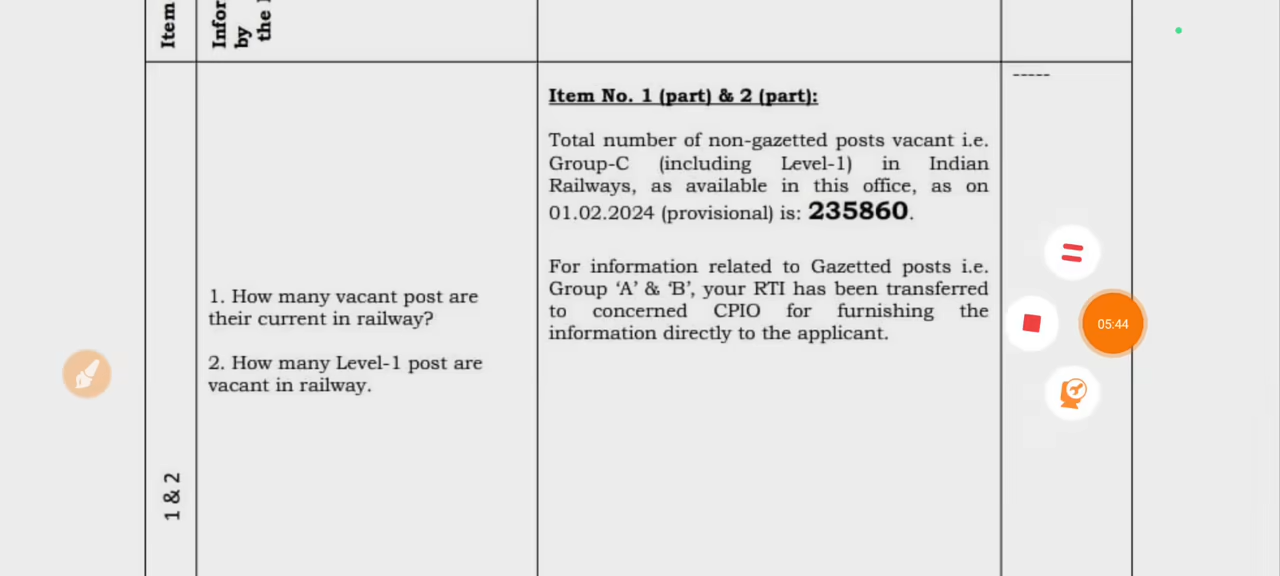 Item
Infor
by
the
Item No. 1 (part) & 2 (part):
Total number of non-gazetted posts vacant i.e.
Group-C (including Level-1) in Indian
Railways, as available in this office, as on
01.02.2024 (provisional) is: 235860.
For information related to Gazetted posts i.e.
Group ‘A’ & ‘B’, your RTI has been transferred
to concerned CPIO for furnishing the
information directly to the applicant.
-----
1. How many vacant post are
their current in railway?
2. How many Level-1 post are
vacant in railway.
1 & 2
05:44